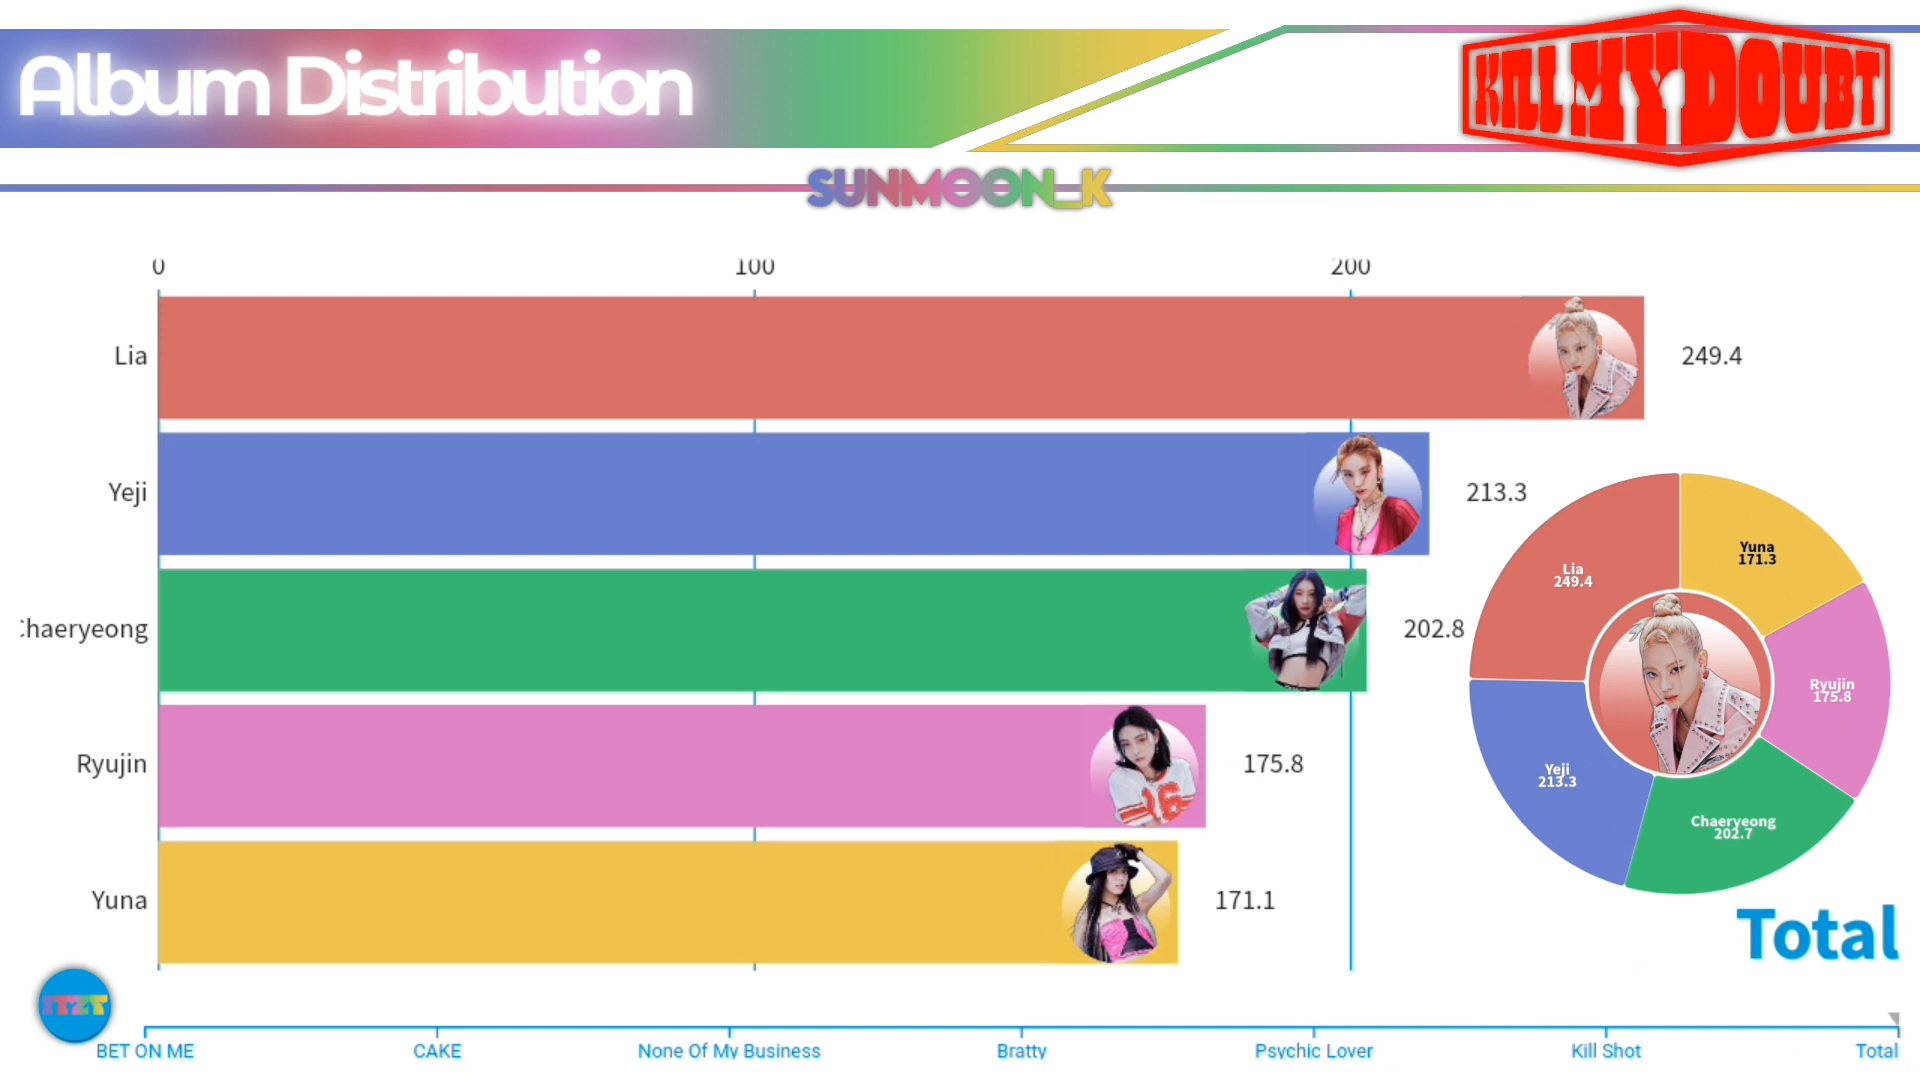 Album Distribution
KILL MY DOUBT
SUNMOON_K
0 100 200
Lia 249.4
Yeji 213.3
haeryeong 202.8
Ryujin 175.8
Yuna 171.1
Yuna
171.3
Lia
249.4
Ryujin
175.8
Yeji
213.3
Chaeryeong
202.7
16
Total
ITZY
BET ON ME CAKE None Of My Business Bratty Psychic Lover Kill Shot Total